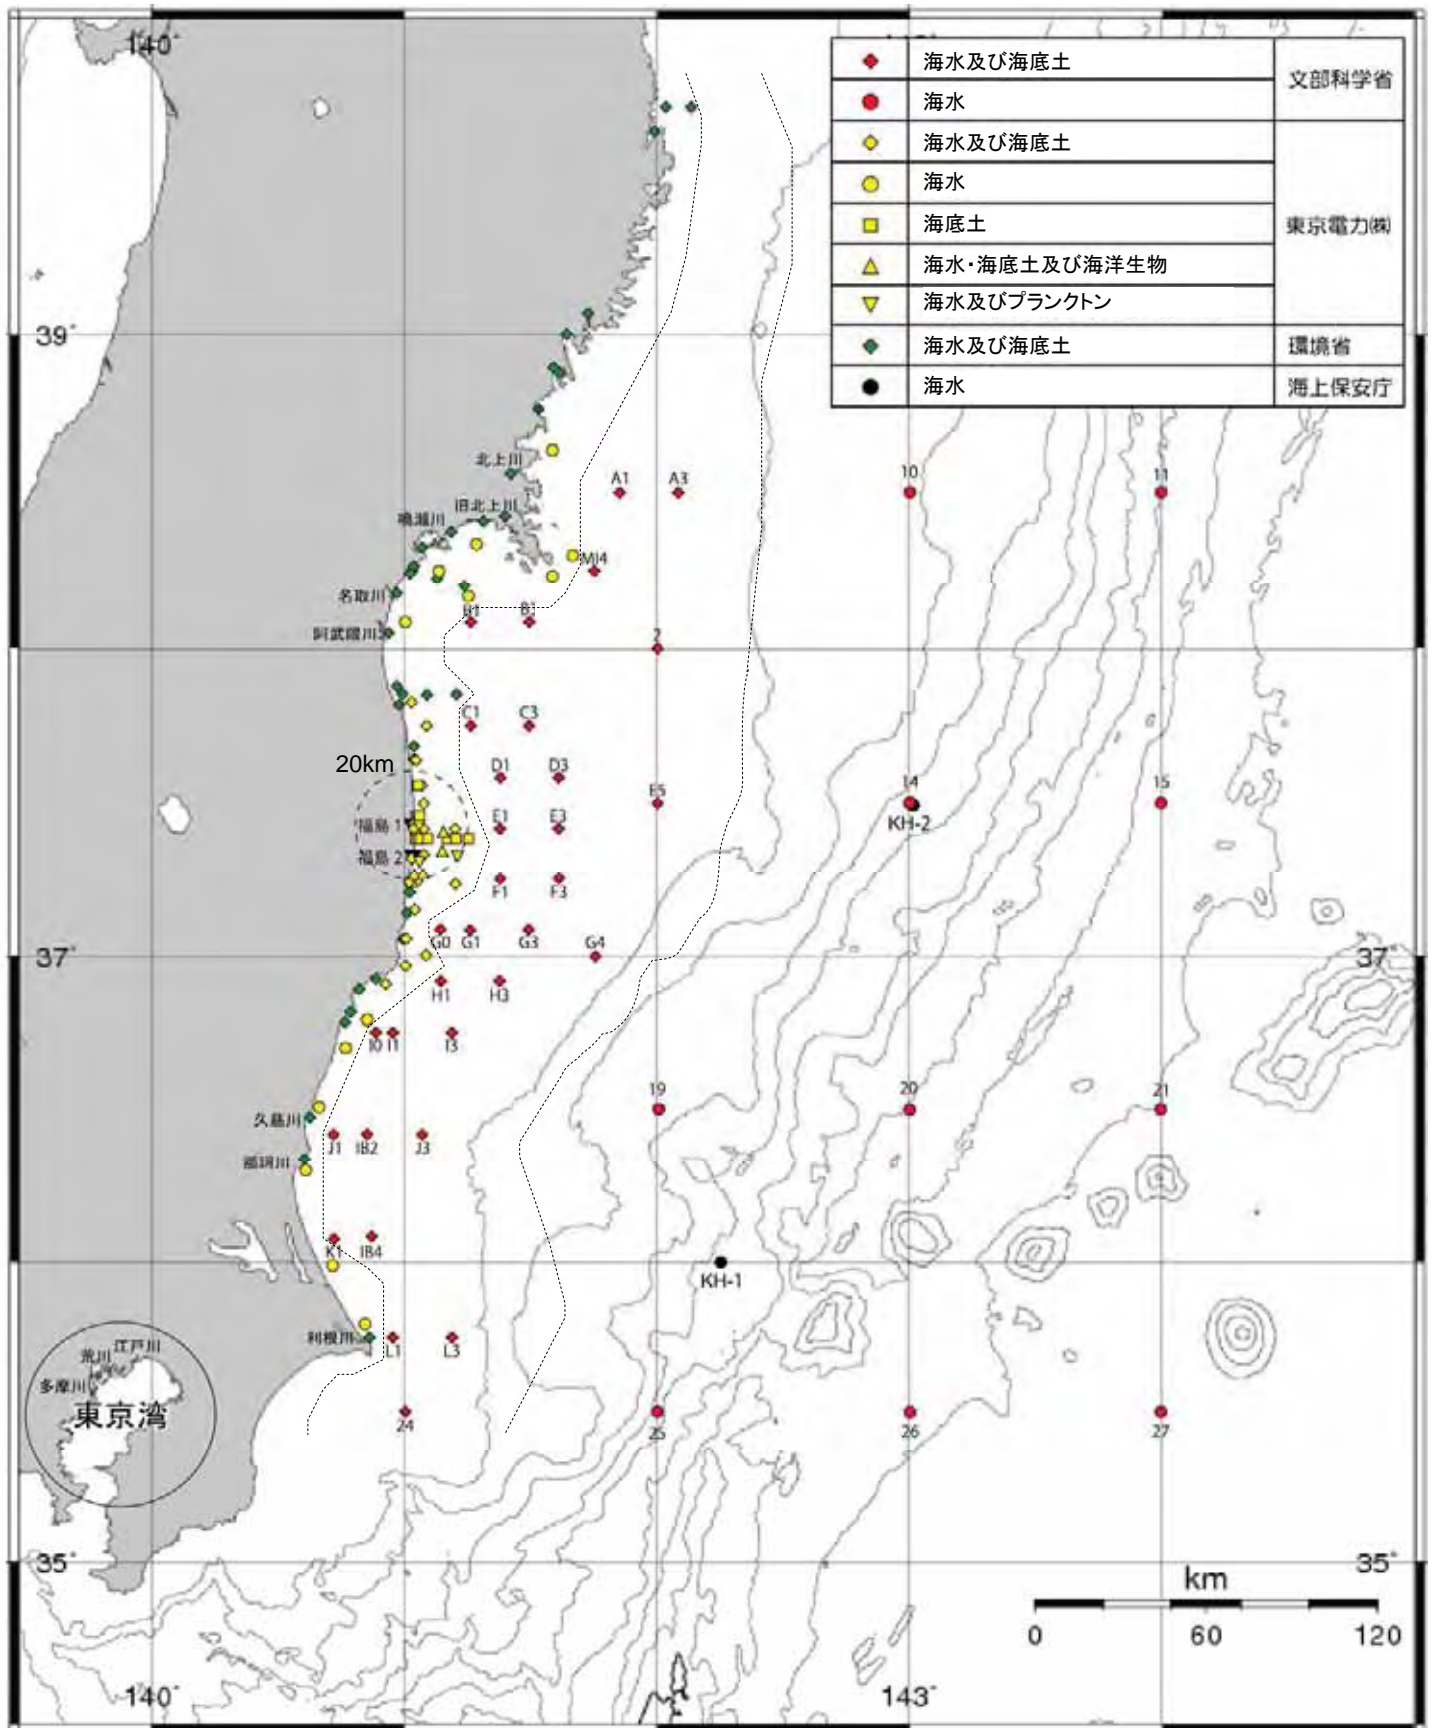 140°
海水及び海底土
文部科学省
海水
海水及び海底土
海水
海底土
東京電力㈱
海水・海底土及び海洋生物
海水及びプランクトン
39°
海水及び海底土
環境省
海水
海上保安庁
北上川
A1
A3
10
11
旧北上川
鳴瀬川
MI4
名取川
B1
阿武隈川
2
C1
C3
20km
D1
D3
E5
14
15
福島 1
E1
E3
KH-2
福島 2
F1
F3
G0
G1
G3
G4
37°
37°
H1
H3
I0
I1
I3
19
20
21
久慈川
J1
IB2
J3
那珂川
K1
IB4
KH-1
利根川
L1
L3
江戸川
荒川
多摩川
東京湾
24
25
26
27
35°
35°
km
0
60
120
140°
143°